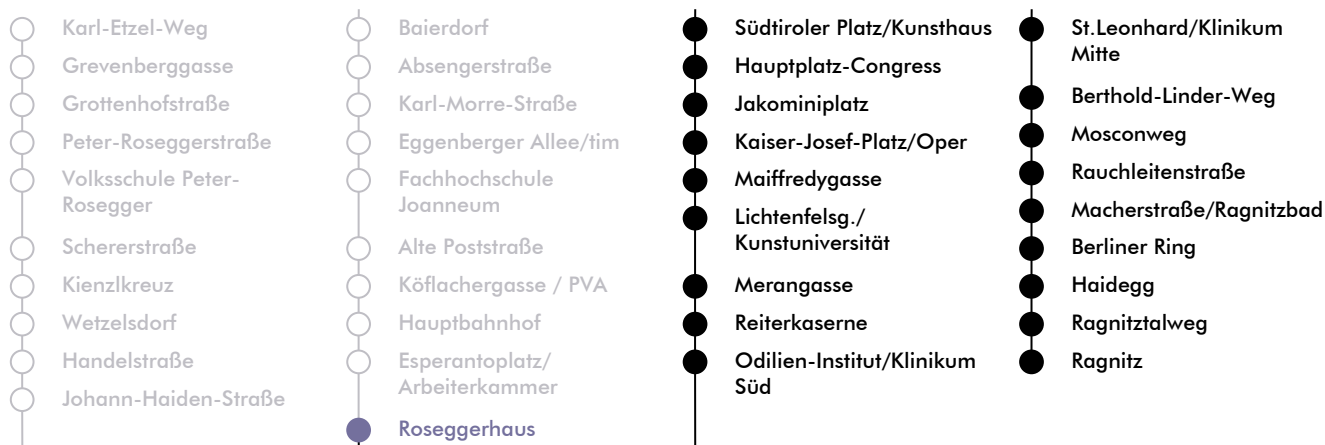 Karl-Etzel-Weg
Grevenberggasse
Grottenhofstraße
Peter-Roseggerstraße
Volksschule Peter-
Rosegger
Schererstraße
Kienzlkreuz
Wetzelsdorf
Handelstraße
Johann-Haiden-Straße
Baierdorf
Absengerstraße
Karl-Morre-Straße
Eggenberger Allee/tim
Fachhochschule
Joanneum
Alte Poststraße
Köflachergasse / PVA
Hauptbahnhof
Esperantoplatz/
Arbeiterkammer
Roseggerhaus
Südtiroler Platz/Kunsthaus
Hauptplatz-Congress
Jakominiplatz
Kaiser-Josef-Platz/Oper
Maiffredygasse
Lichtenfelsg./
Kunstuniversität
Merangasse
Reiterkaserne
Odilien-Institut/Klinikum
Süd
St.Leonhard/Klinikum
Mitte
Berthold-Linder-Weg
Mosconweg
Rauchleitenstraße
Macherstraße/Ragnitzbad
Berliner Ring
Haidegg
Ragnitztalweg
Ragnitz